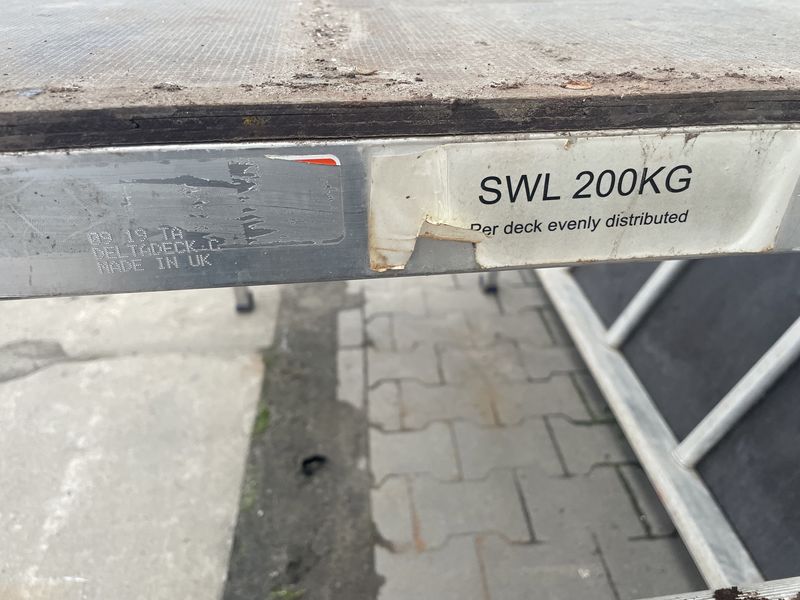 09 19 TA
DELTADECK C
MADE IN UK
SWL 200KG
Per deck evenly distributed